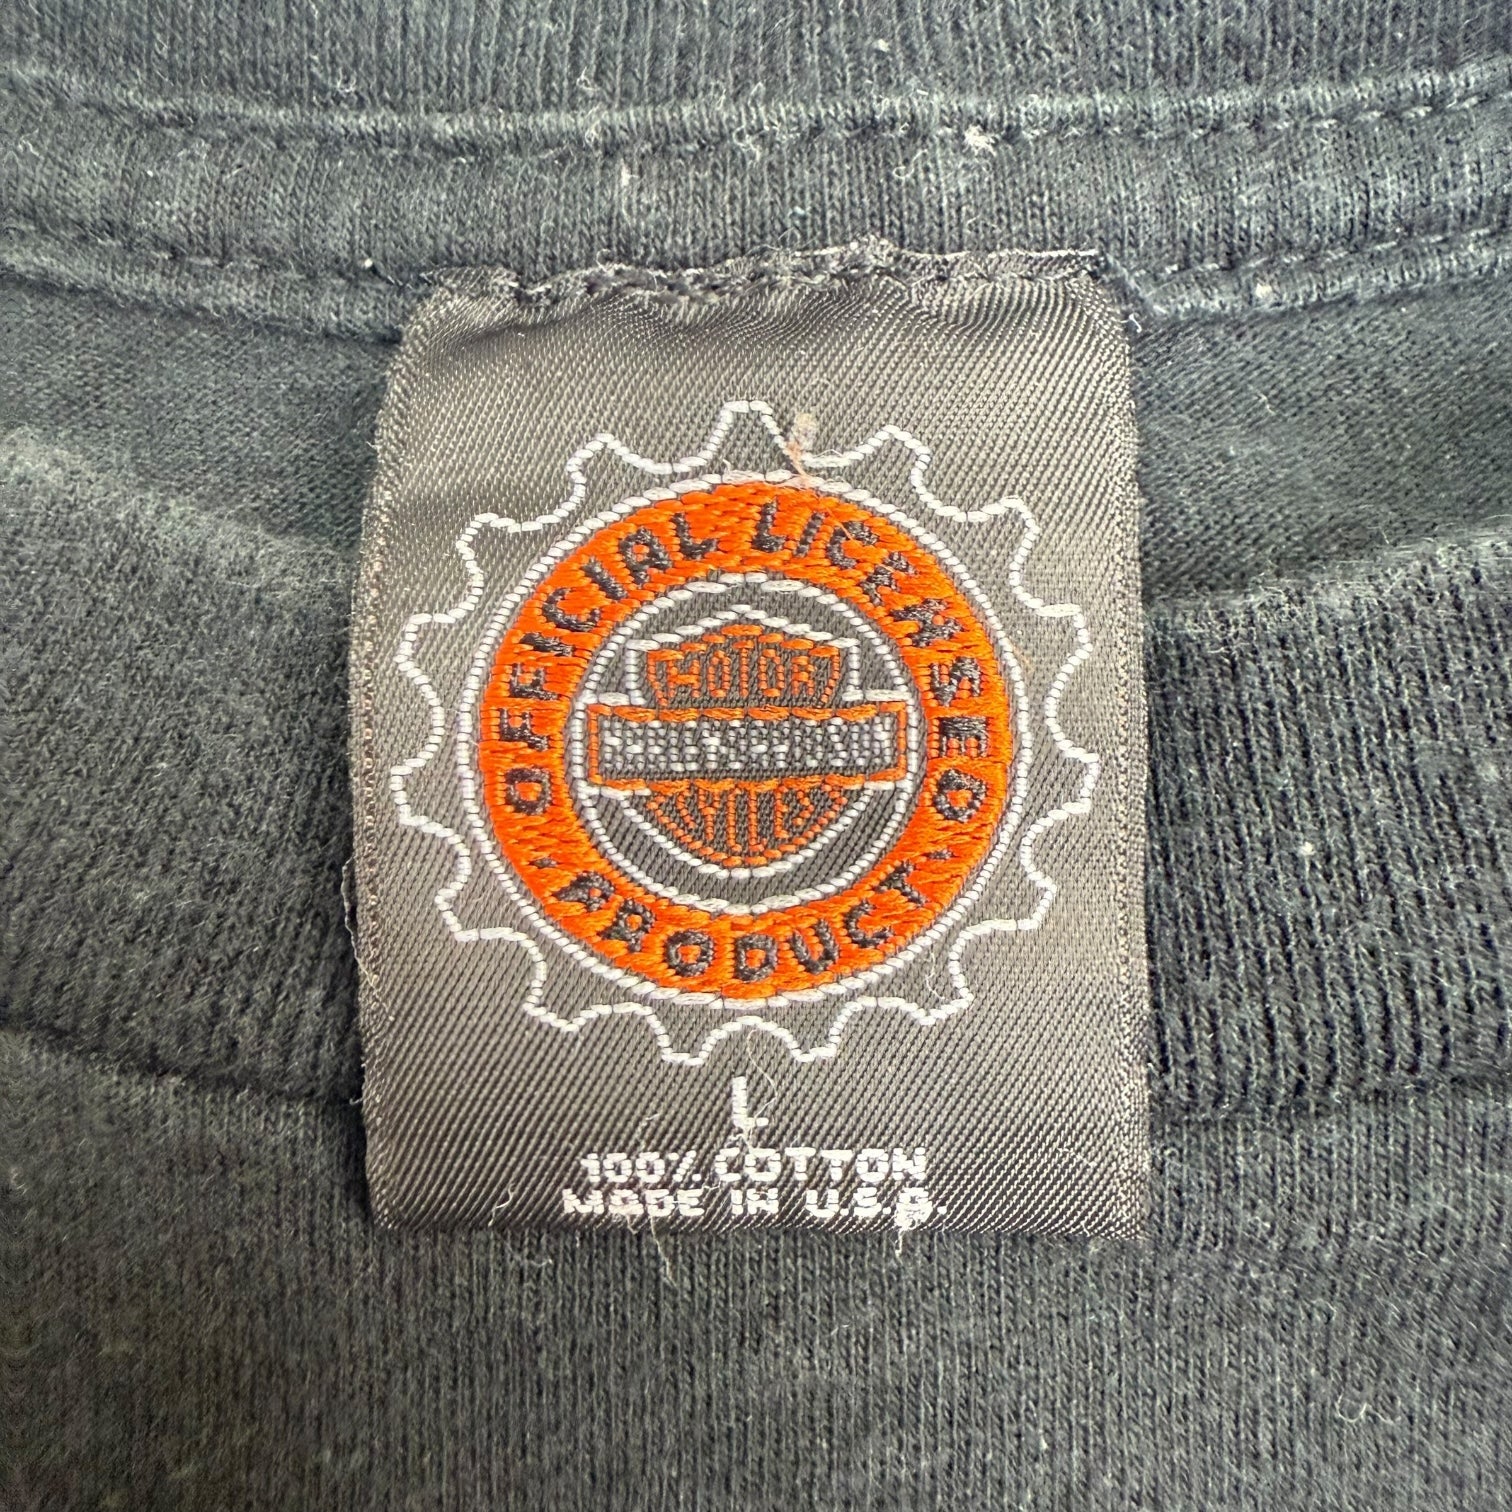 OFFICIAL LICENSED
· PRODUCT ·
MOTOR
HARLEY-DAVIDSON
CYCLES
L
100% COTTON
MADE IN U.S.A.